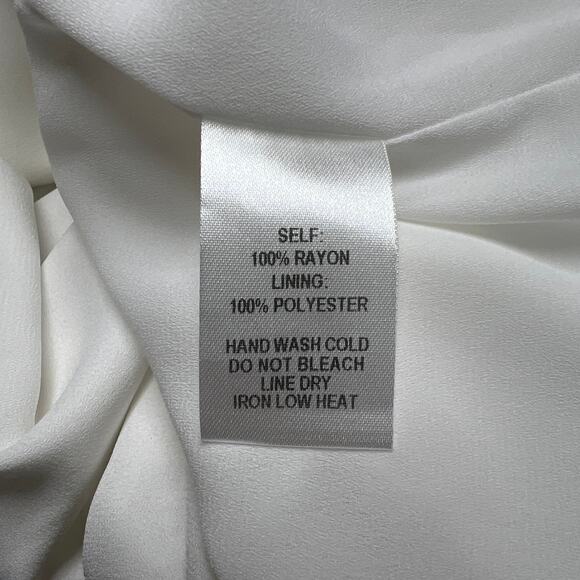 SELF:
100% RAYON
LINING:
100% POLYESTER
HAND WASH COLD
DO NOT BLEACH
LINE DRY
IRON LOW HEAT